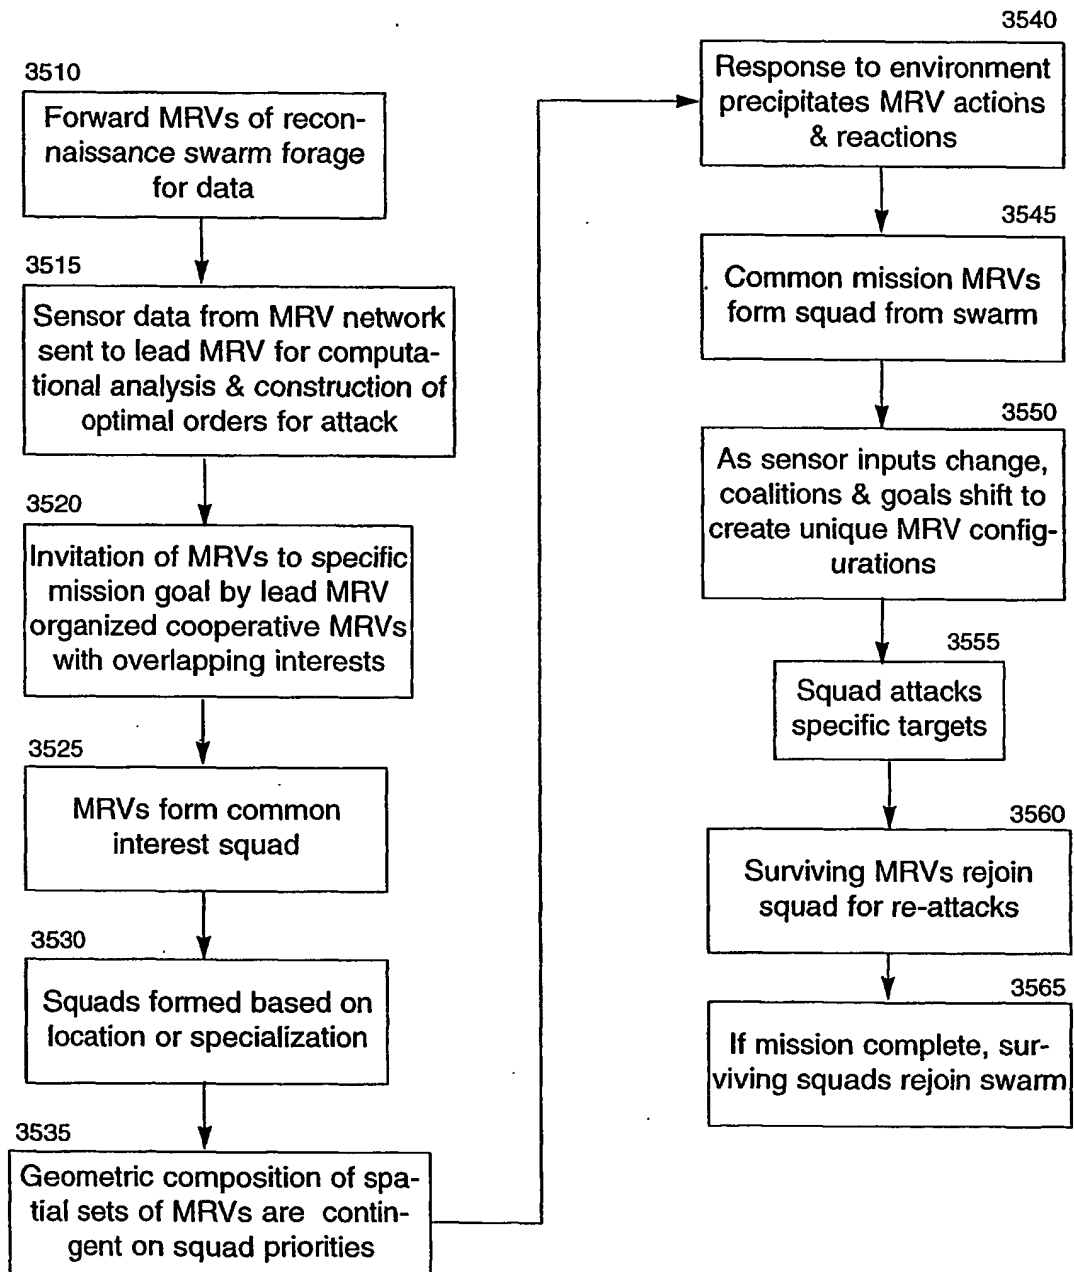 3510
Forward MRVs of recon-
naissance swarm forage
for data
3515
Sensor data from MRV network
sent to lead MRV for computa-
tional analysis & construction of
optimal orders for attack
3520
Invitation of MRVs to specific
mission goal by lead MRV
organized cooperative MRVs
with overlapping interests
3525
MRVs form common
interest squad
3530
Squads formed based on
location or specialization
3535
Geometric composition of spa-
tial sets of MRVs are contin-
gent on squad priorities
3540
Response to environment
precipitates MRV actions
& reactions
3545
Common mission MRVs
form squad from swarm
3550
As sensor inputs change,
coalitions & goals shift to
create unique MRV config-
urations
3555
Squad attacks
specific targets
3560
Surviving MRVs rejoin
squad for re-attacks
3565
If mission complete, sur-
viving squads rejoin swarm